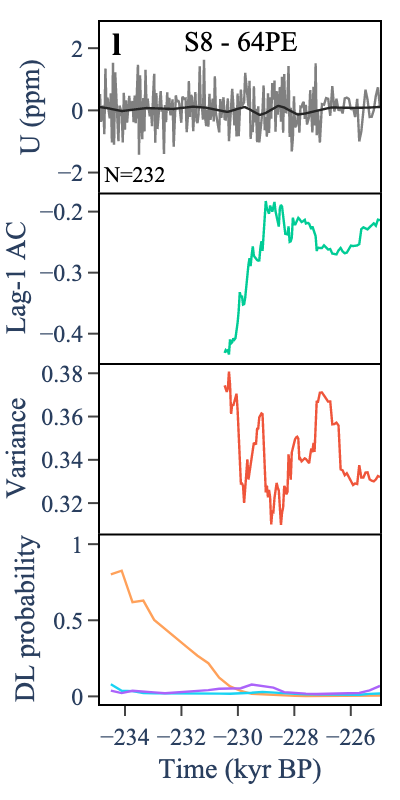 l
S8 - 64PE
U (ppm)
2
0
−2
N=232
Lag-1 AC
−0.2
−0.3
−0.4
Variance
0.38
0.36
0.34
0.32
DL probability
1
0.5
0
−234 −232 −230 −228 −226
Time (kyr BP)